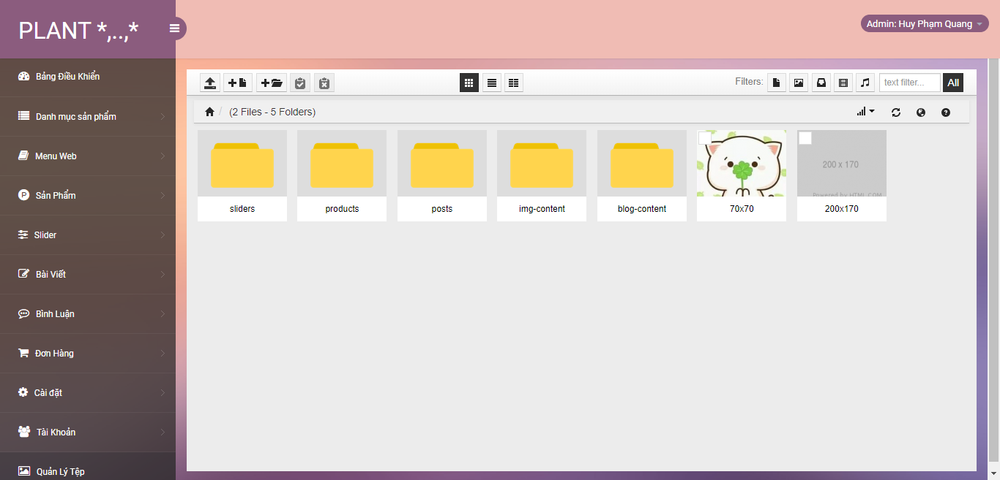 PLANT *,..,*
Admin: Huy Phạm Quang
Bảng Điều Khiển
Danh mục sản phẩm
Menu Web
P Sản Phẩm
Slider
Bài Viết
Bình Luận
Đơn Hàng
Cài đặt
Tài Khoản
Quản Lý Tệp
Filters:
text filter...
All
/ (2 Files - 5 Folders)
sliders
products
posts
img-content
blog-content
70x70
200 x 170
Powered by HTML.COM
200x170